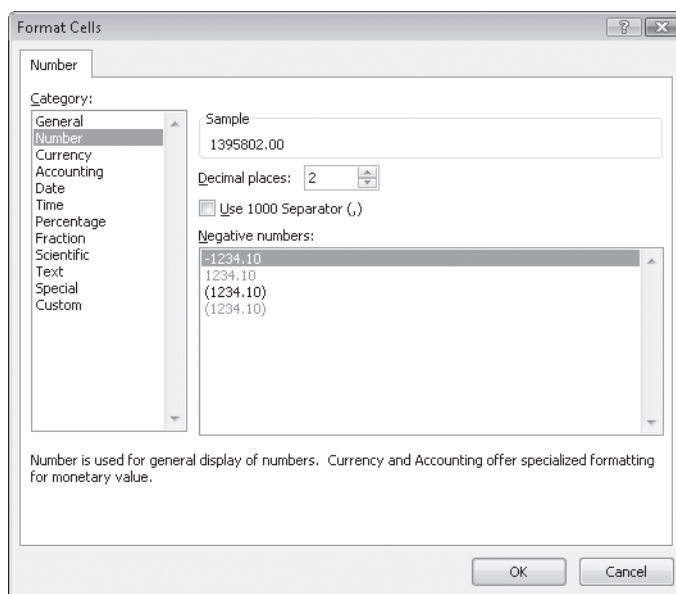 Format Cells
Number
Category:
General
Number
Currency
Accounting
Date
Time
Percentage
Fraction
Scientific
Text
Special
Custom
Sample
1395802.00
Decimal places: 2
Use 1000 Separator (,)
Negative numbers:
-1234.10
1234.10
(1234.10)
(1234.10)
Number is used for general display of numbers. Currency and Accounting offer specialized formatting
for monetary value.
OK Cancel